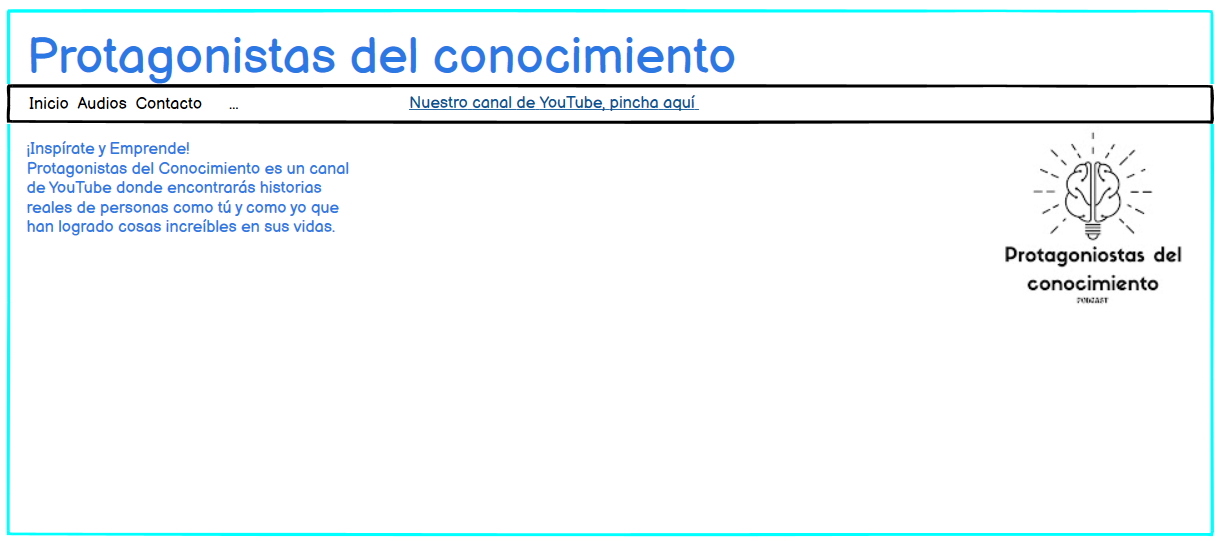 Protagonistas del conocimiento
Inicio Audios Contacto ... Nuestro canal de YouTube, pincha aquí
¡Inspírate y Emprende!
Protagonistas del Conocimiento es un canal
de YouTube donde encontrarás historias
reales de personas como tú y como yo que
han logrado cosas increíbles en sus vidas.
Protagoniostas del
conocimiento
PODCAST